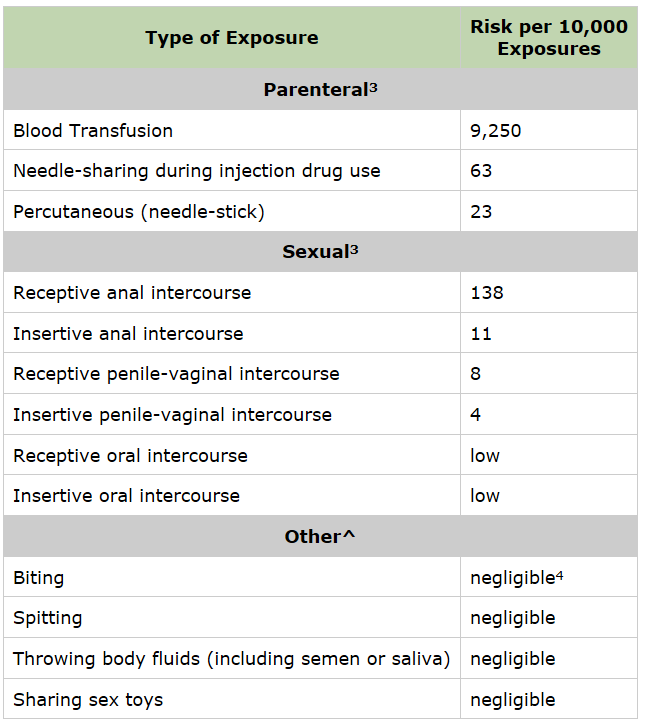 Type of Exposure
Risk per 10,000
Exposures
Parenteral³
Blood Transfusion 9,250
Needle-sharing during injection drug use 63
Percutaneous (needle-stick) 23
Sexual³
Receptive anal intercourse 138
Insertive anal intercourse 11
Receptive penile-vaginal intercourse 8
Insertive penile-vaginal intercourse 4
Receptive oral intercourse low
Insertive oral intercourse low
Other^
Biting negligible⁴
Spitting negligible
Throwing body fluids (including semen or saliva) negligible
Sharing sex toys negligible